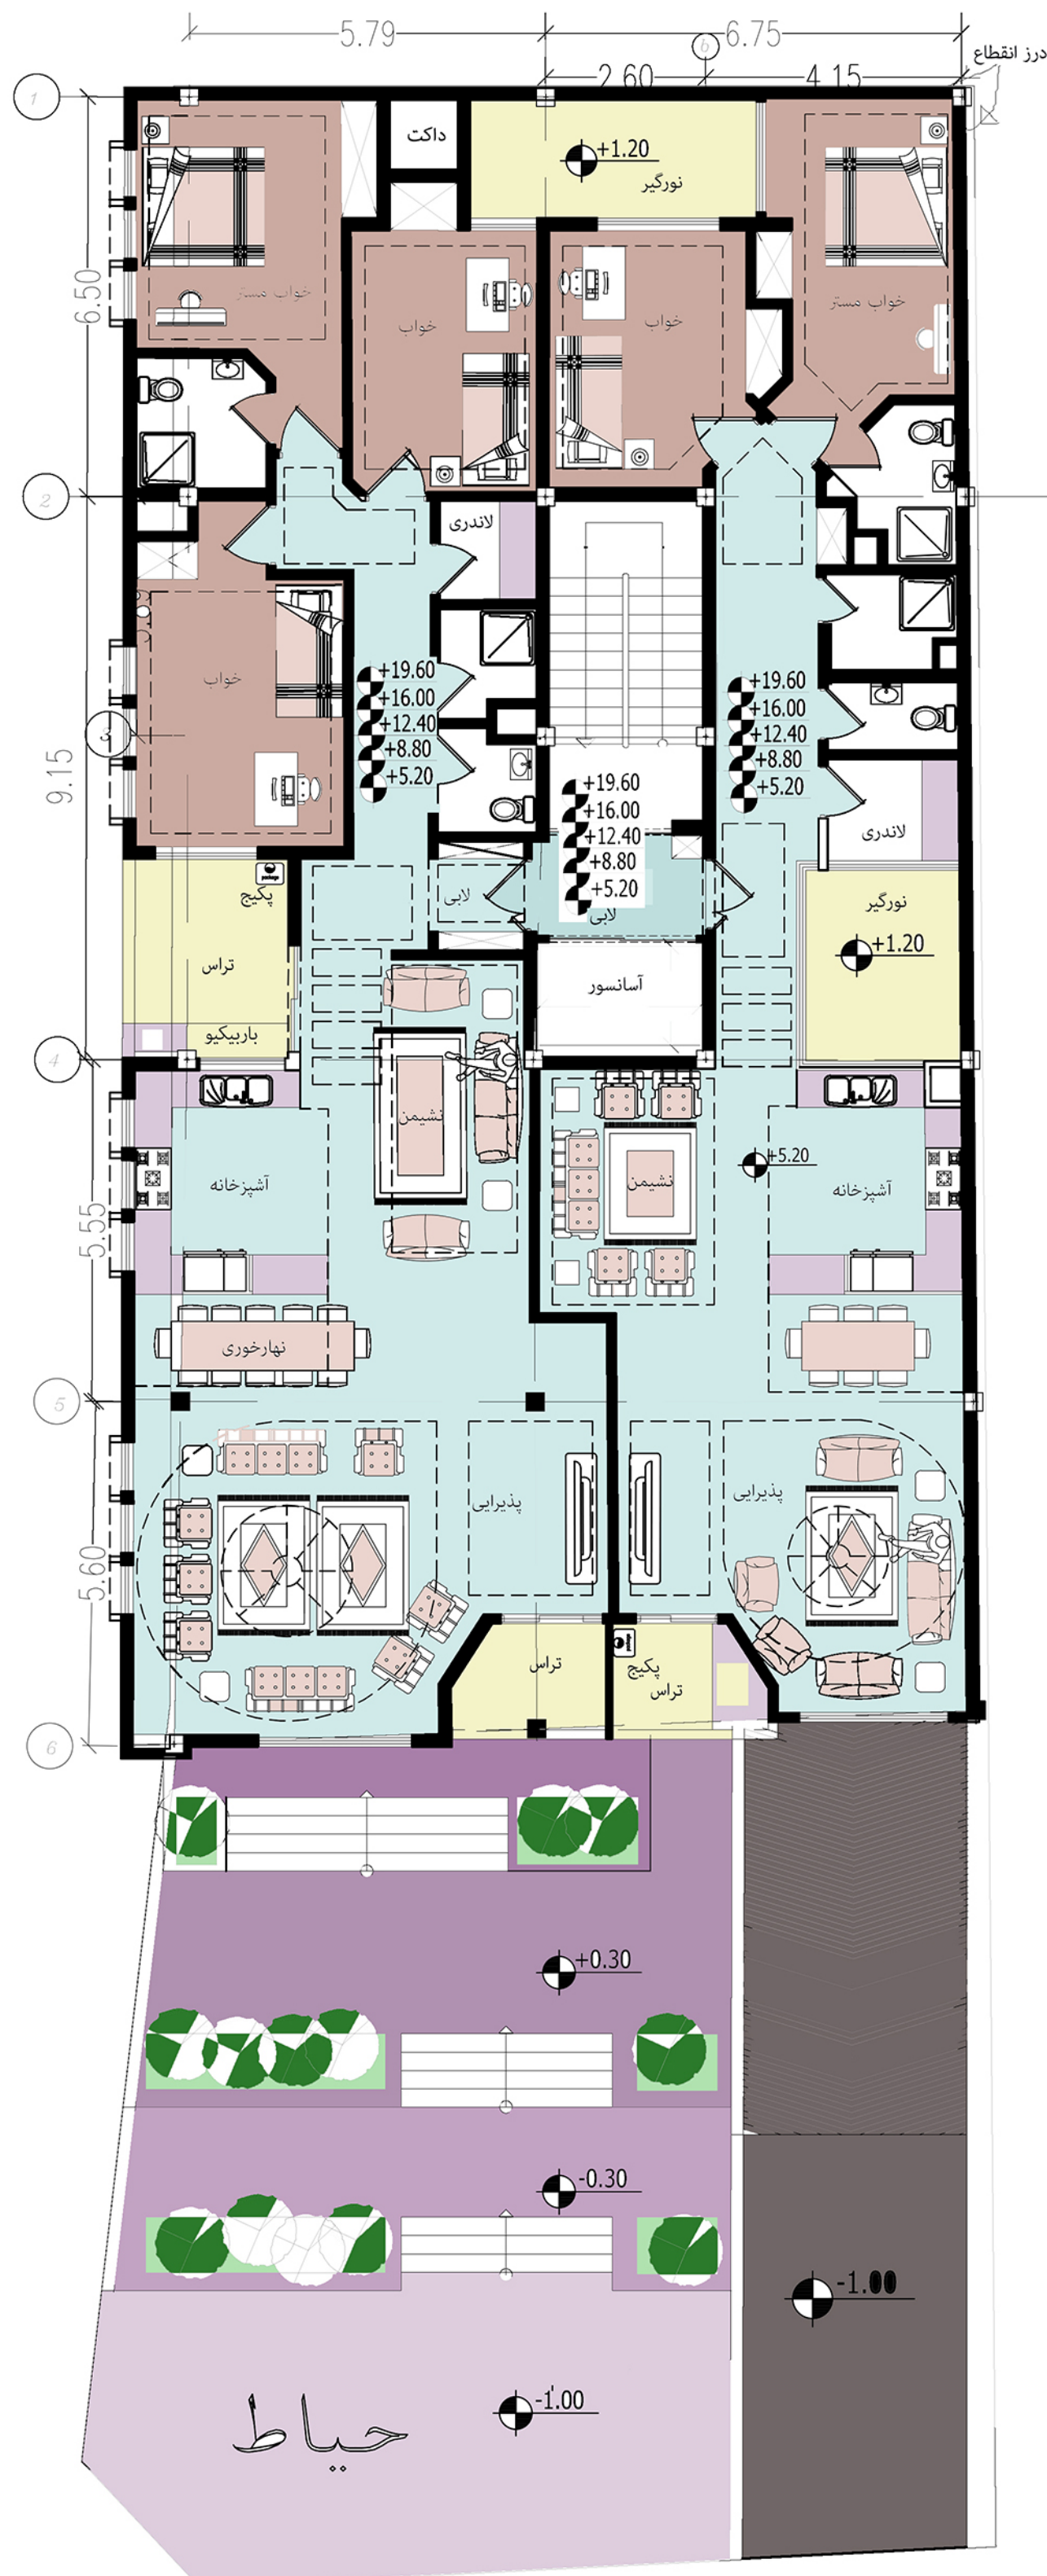 5.79
6.75
b
درز انقطاع
2.60
4.15
1
داکت
+1.20
نورگیر
6.50
خواب مستر
خواب
خواب
خواب مستر
2
لاندری
خواب
+19.60
+16.00
+12.40
+8.80
+5.20
+19.60
+16.00
+12.40
+8.80
+5.20
3
9.15
+19.60
+16.00
+12.40
+8.80
+5.20
لاندری
پکیج
لابی
لابی
نورگیر
+1.20
تراس
آسانسور
باربیکیو
4
نشیمن
+5.20
آشپزخانه
نشیمن
آشپزخانه
5.55
نهارخوری
5
پذیرایی
پذیرایی
5.60
تراس
پکیج
تراس
6
+0.30
-0.30
-1.00
-1.00
حیاط